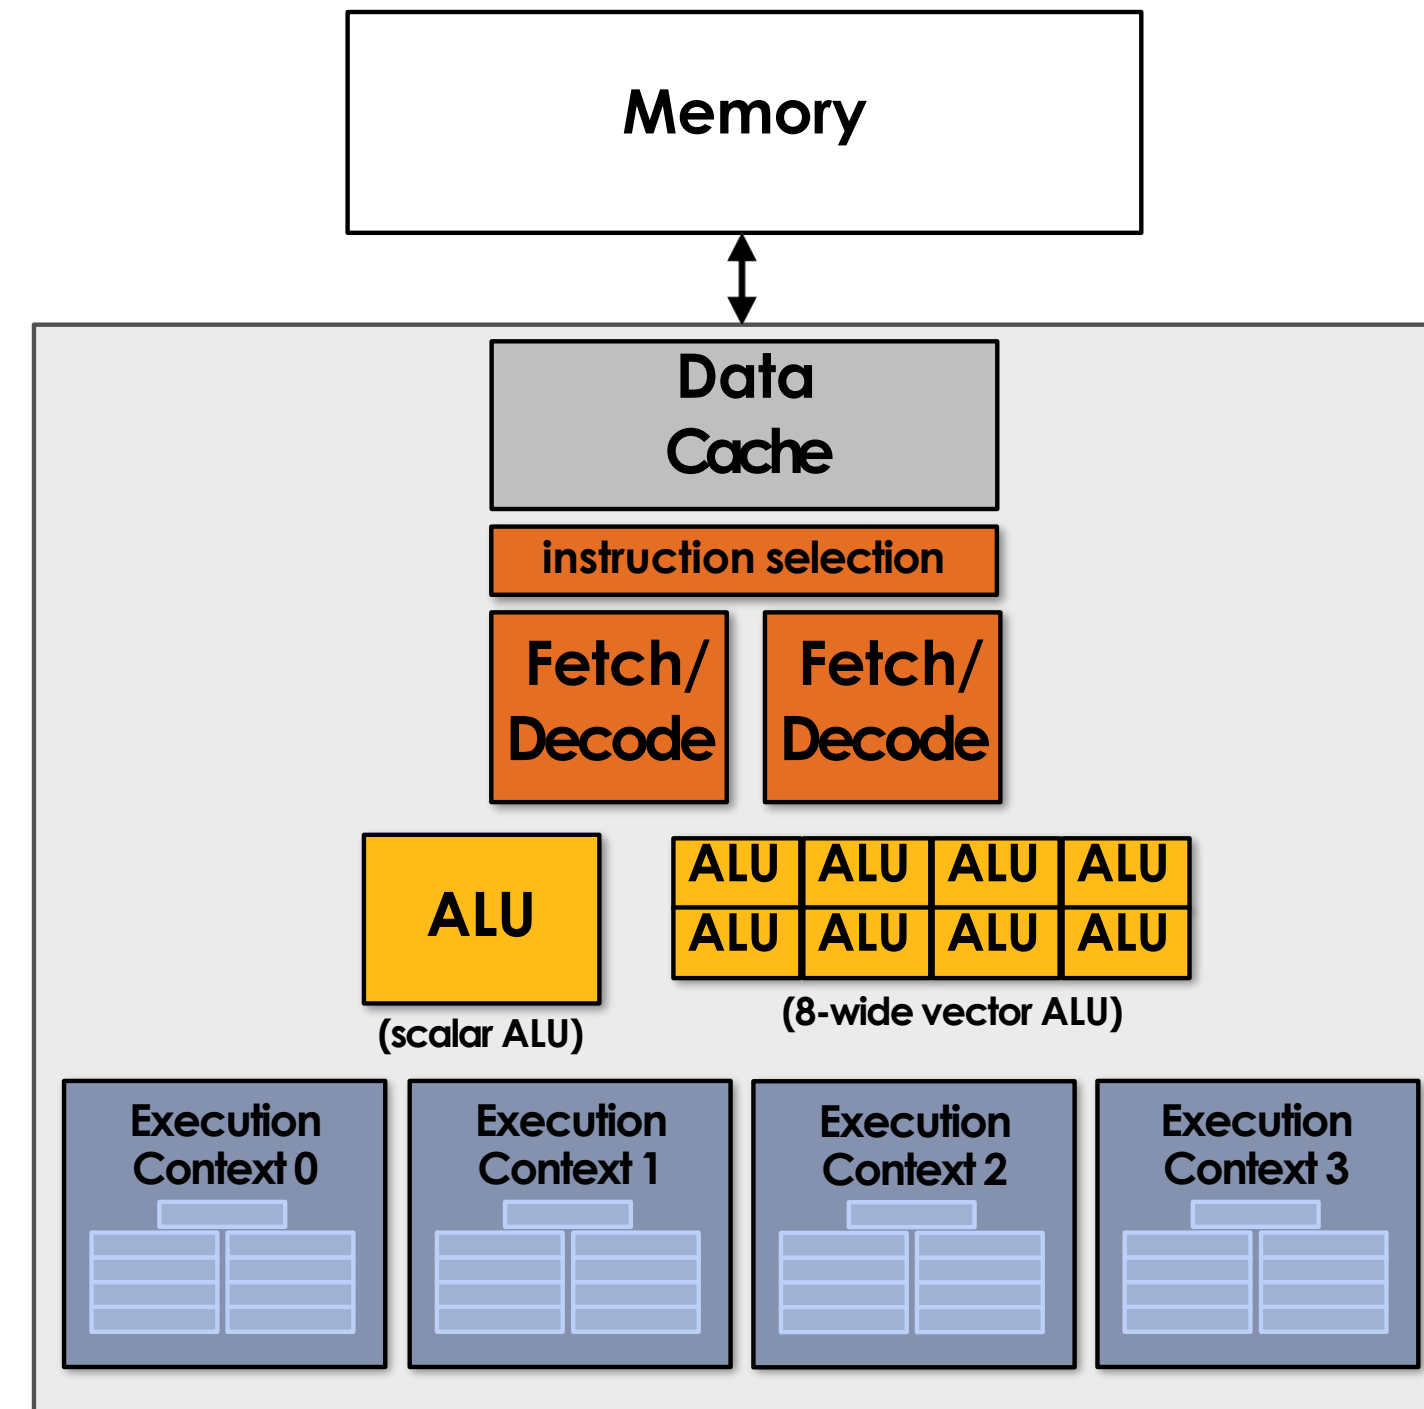 Memory
Data
Cache
instruction selection
Fetch/
Decode
Fetch/
Decode
ALU
(scalar ALU)
ALU ALU ALU ALU
ALU ALU ALU ALU
(8-wide vector ALU)
Execution
Context 0
Execution
Context 1
Execution
Context 2
Execution
Context 3